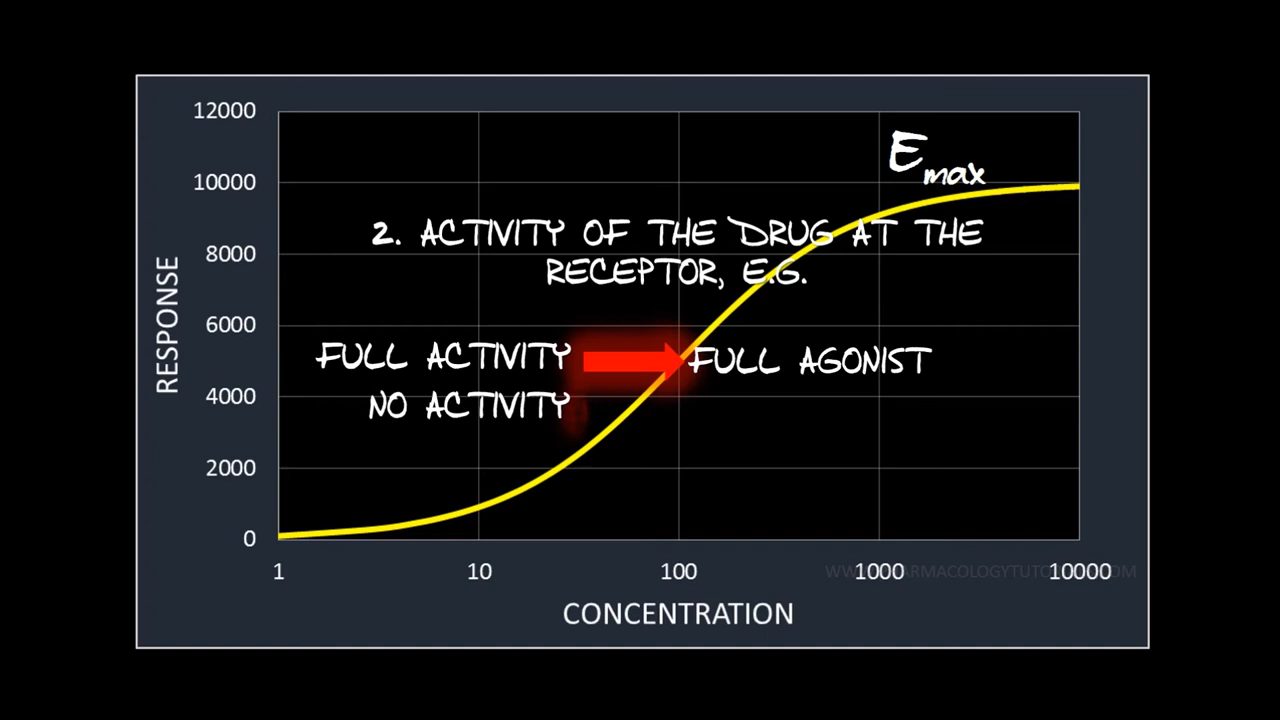 12000
10000
8000
6000
4000
2000
0
RESPONSE
E max
2. ACTIVITY OF THE DRUG AT THE
RECEPTOR, E.G.
FULL ACTIVITY FULL AGONIST
NO ACTIVITY
1 10 100 1000 10000
CONCENTRATION